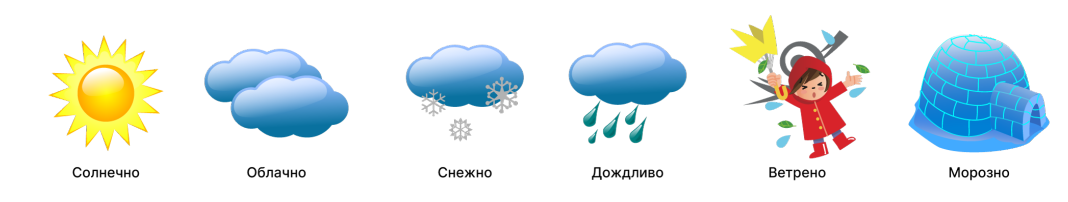 Солнечно
Облачно
Снежно
Дождливо
Ветрено
Морозно